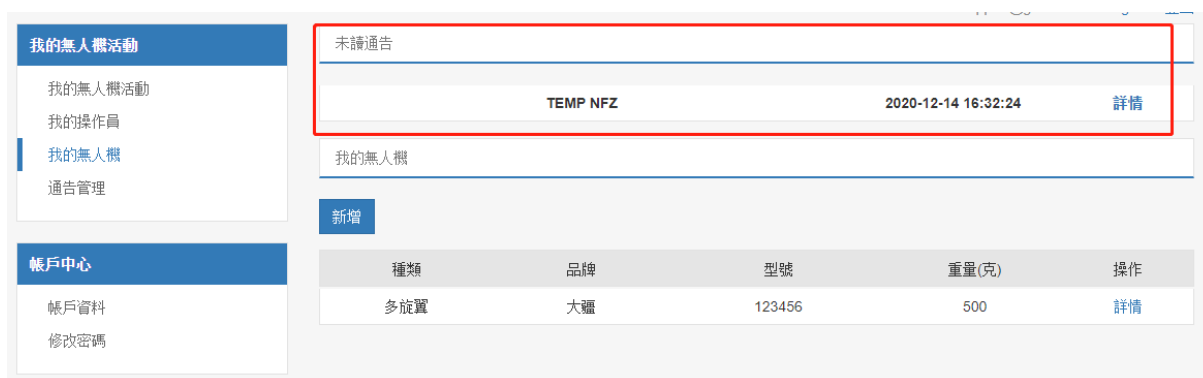 我的無人機活動
我的無人機活動
我的操作員
我的無人機
通告管理
帳戶中心
帳戶資料
修改密碼
未讀通告
TEMP NFZ 2020-12-14 16:32:24 詳情
我的無人機
新增
種類 品牌 型號 重量(克) 操作
多旋翼 大疆 123456 500 詳情